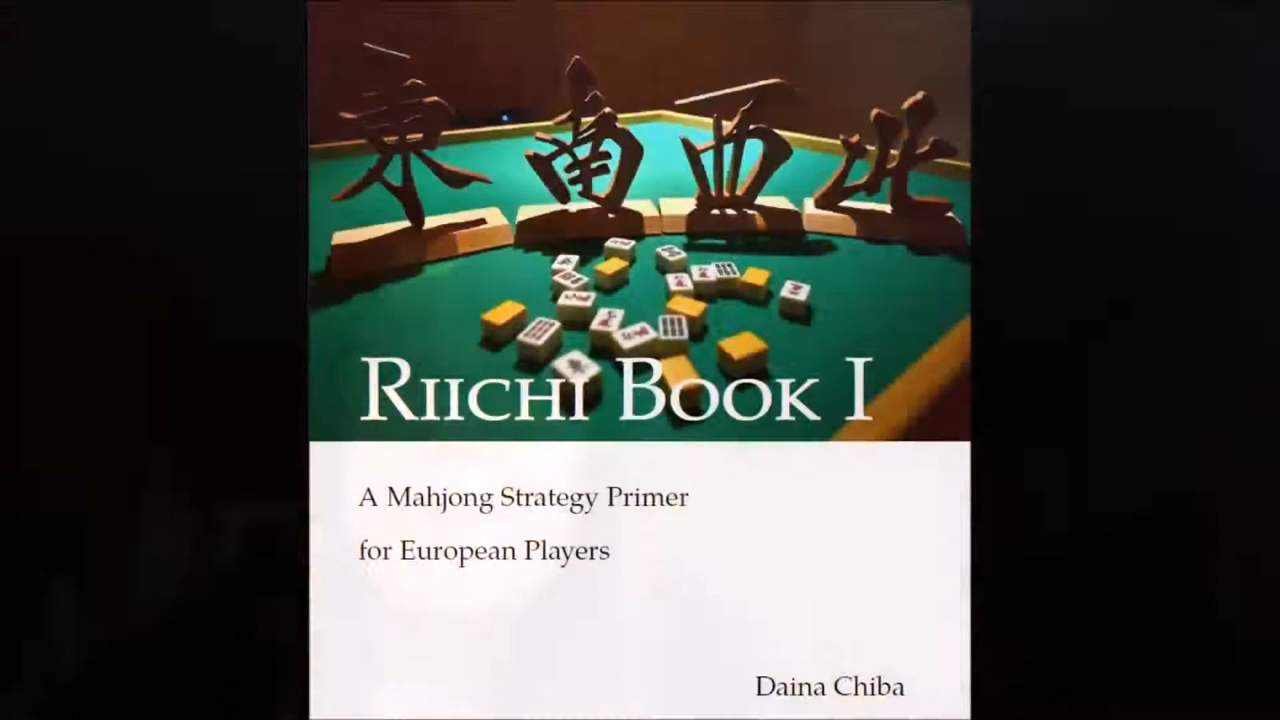 東 南 西 北
RIICHI BOOK I
A Mahjong Strategy Primer
for European Players
Daina Chiba